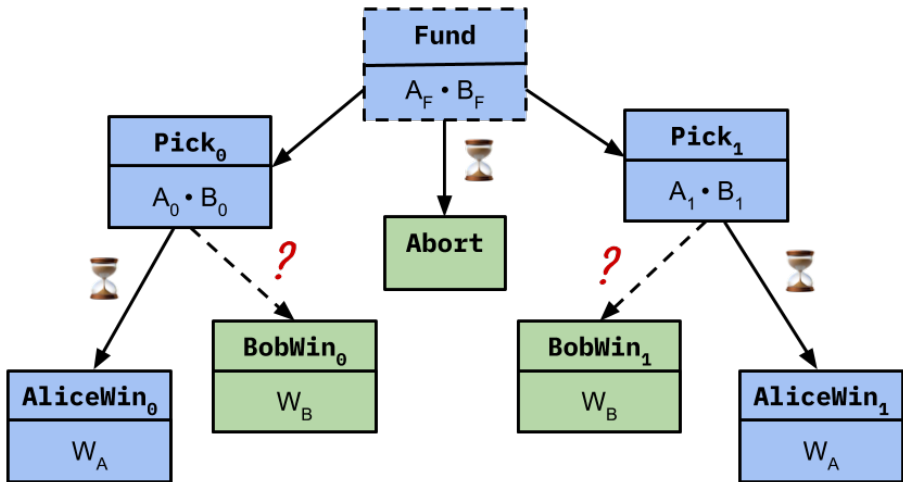 Fund
A_F • B_F
Pick_0
A_0 • B_0
Pick_1
A_1 • B_1
Abort
?
?
BobWin_0
W_B
BobWin_1
W_B
AliceWin_0
W_A
AliceWin_1
W_A